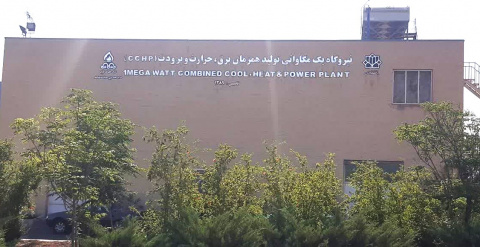 نیروگاه یک مگاواتی تولید همزمان برق، حرارت و برودت (CCHP)
1MEGA WATT COMBINED COOL, HEAT & POWER PLANT